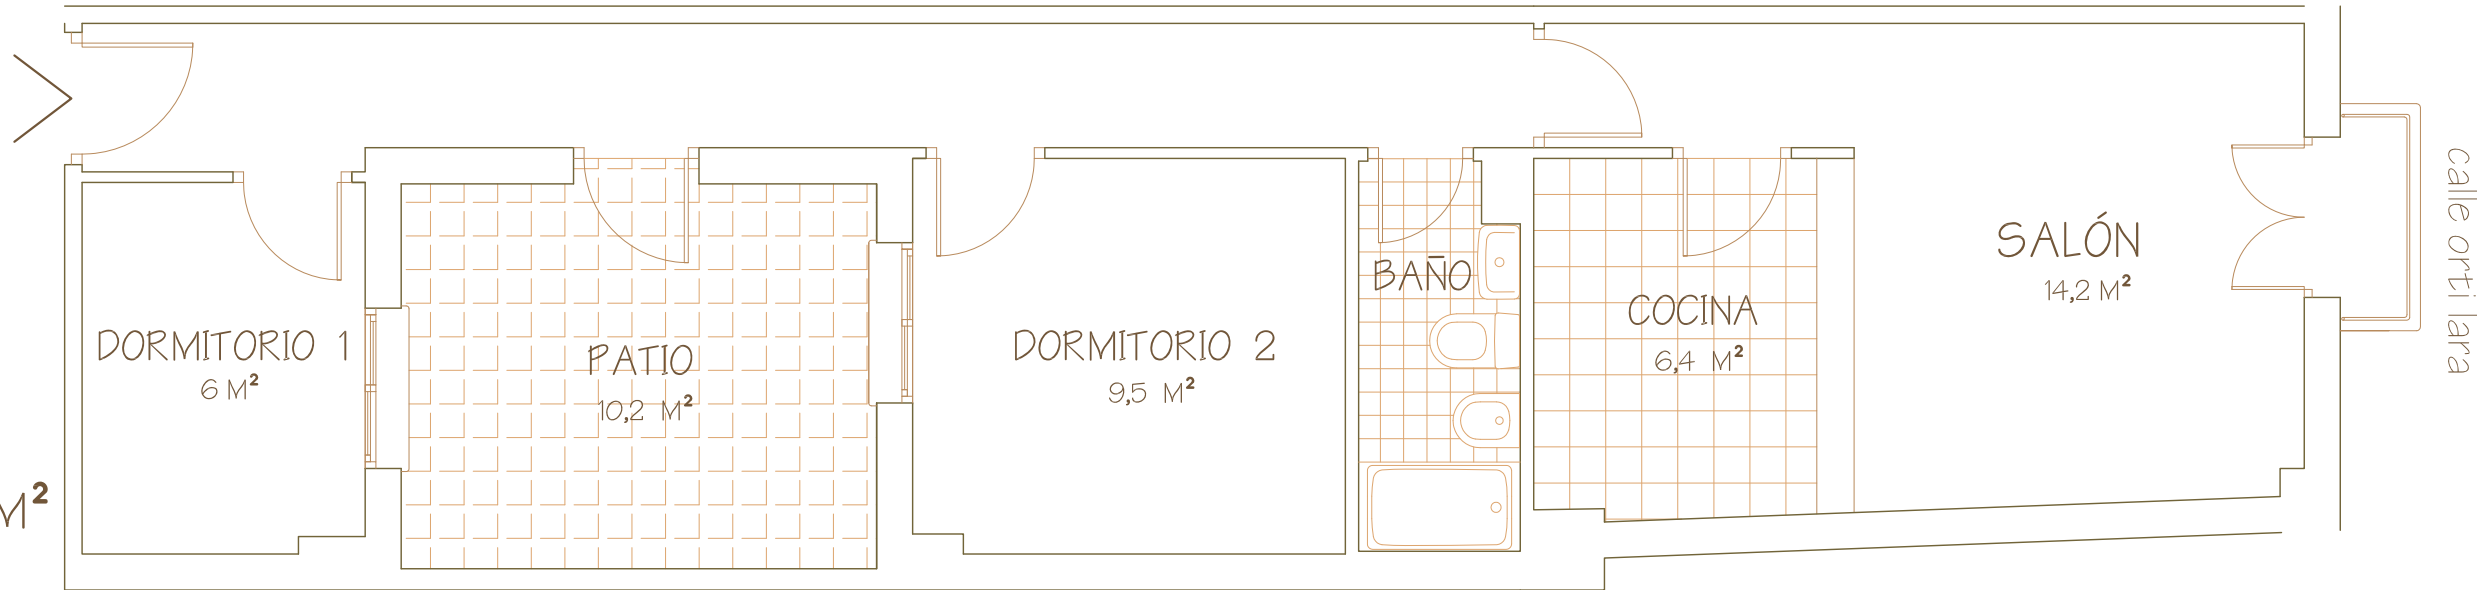 DORMITORIO 1
6 M²
PATIO
10,2 M²
DORMITORIO 2
9,5 M²
BAÑO
COCINA
6,4 M²
SALÓN
14,2 M²
calle orti lara
M²